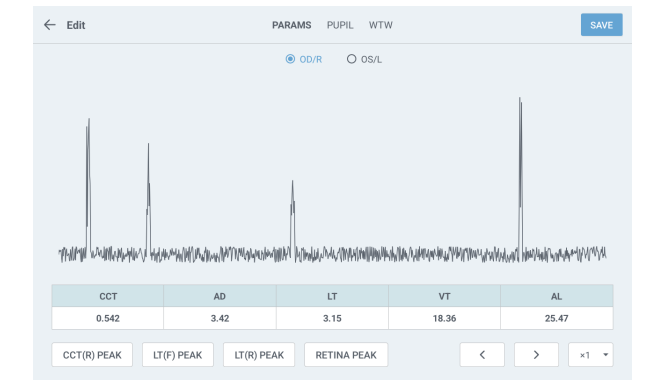 ← Edit PARAMS PUPIL WTW SAVE
OD/R OS/L
CCT AD LT VT AL
0.542 3.42 3.15 18.36 25.47
CCT(R) PEAK LT(F) PEAK LT(R) PEAK RETINA PEAK < > ×1